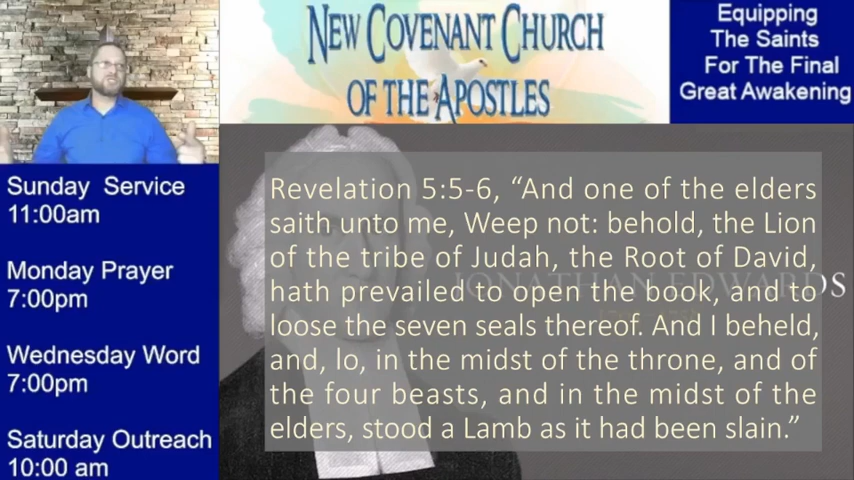 NEW COVENANT CHURCH
OF THE APOSTLES
Equipping
The Saints
For The Final
Great Awakening
Sunday Service
11:00am
Monday Prayer
7:00pm
Wednesday Word
7:00pm
Saturday Outreach
10:00 am
Revelation 5:5-6, “And one of the elders
saith unto me, Weep not: behold, the Lion
of the tribe of Judah, the Root of David,
hath prevailed to open the book, and to
loose the seven seals thereof. And I beheld,
and, lo, in the midst of the throne, and of
the four beasts, and in the midst of the
elders, stood a Lamb as it had been slain.”
JONATHAN EDWARDS